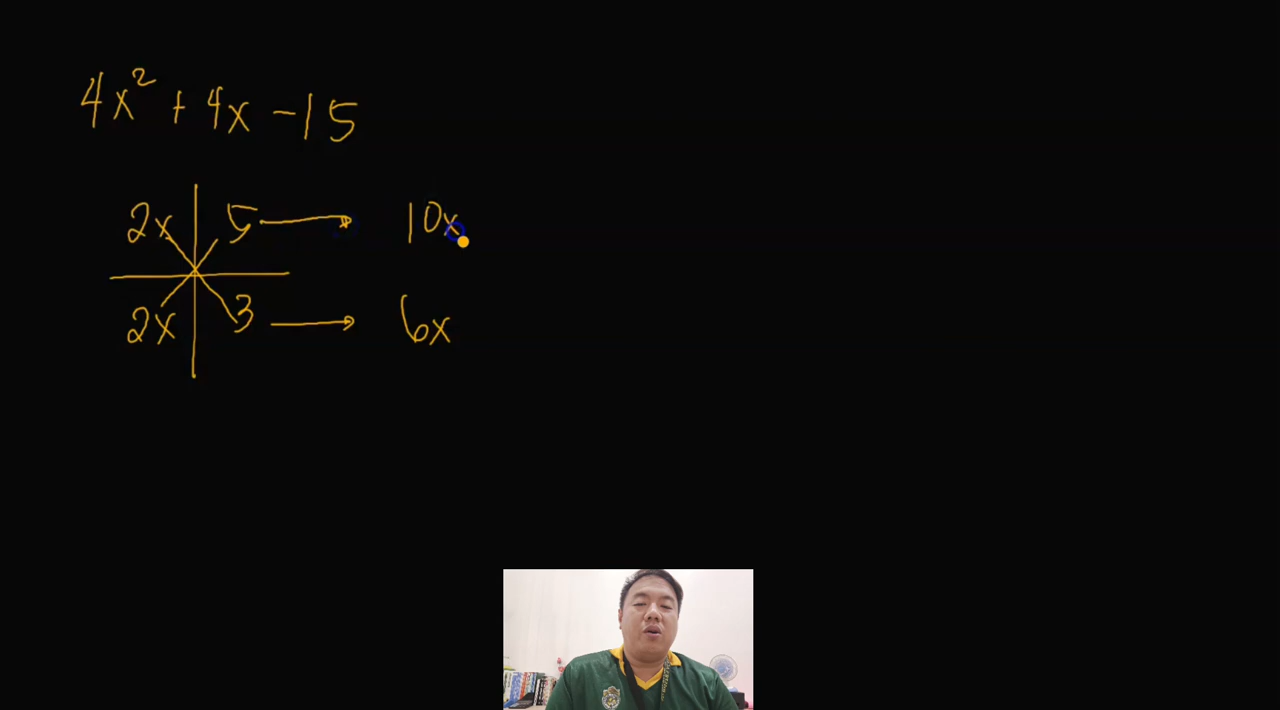 4x² + 4x - 15
2x 5 → 10x
2x 3 → 6x